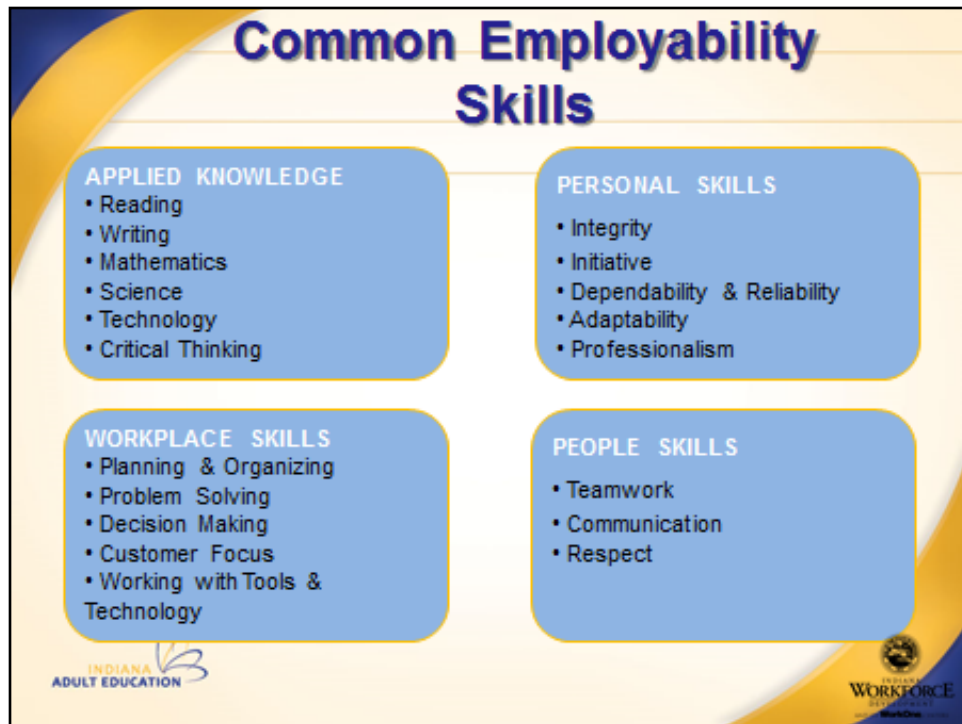 Common Employability
Skills
APPLIED KNOWLEDGE
• Reading
• Writing
• Mathematics
• Science
• Technology
• Critical Thinking
PERSONAL SKILLS
• Integrity
• Initiative
• Dependability & Reliability
• Adaptability
• Professionalism
WORKPLACE SKILLS
• Planning & Organizing
• Problem Solving
• Decision Making
• Customer Focus
• Working with Tools &
Technology
PEOPLE SKILLS
• Teamwork
• Communication
• Respect
INDIANA
ADULT EDUCATION
INDIANA
WORKFORCE
DEVELOPMENT
WorkOne